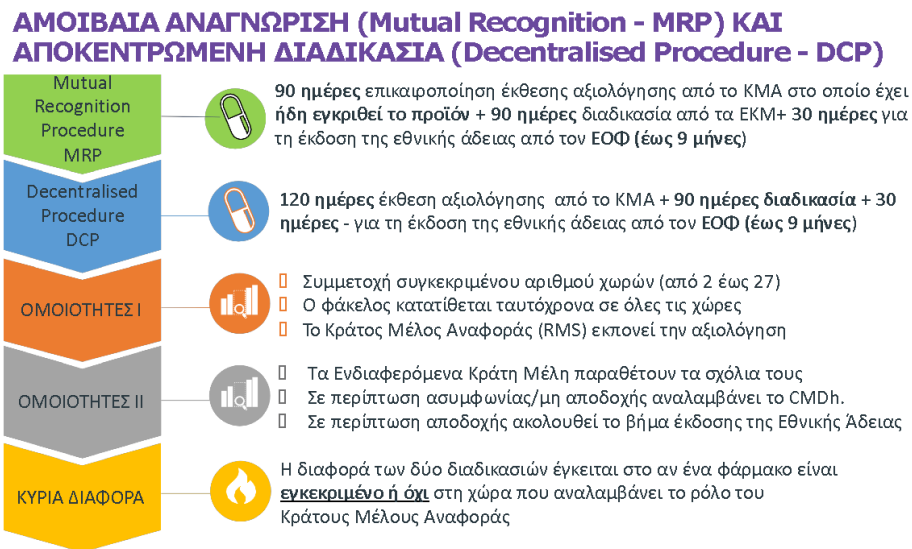 ΑΜΟΙΒΑΙΑ ΑΝΑΓΝΩΡΙΣΗ (Mutual Recognition - MRP) ΚΑΙ
ΑΠΟΚΕΝΤΡΩΜΕΝΗ ΔΙΑΔΙΚΑΣΙΑ (Decentralised Procedure - DCP)
Mutual
Recognition
Procedure
MRP
90 ημέρες επικαιροποίηση έκθεσης αξιολόγησης από το ΚΜΑ στο οποίο έχει
ήδη εγκριθεί το προϊόν + 90 ημέρες διαδικασία από τα ΕΚΜ+ 30 ημέρες για
τη έκδοση της εθνικής άδειας από τον ΕΟΦ (έως 9 μήνες)
Decentralised
Procedure
DCP
120 ημέρες έκθεση αξιολόγησης από το ΚΜΑ + 90 ημέρες διαδικασία + 30
ημέρες - για τη έκδοση της εθνικής άδειας από τον ΕΟΦ (έως 9 μήνες)
ΟΜΟΙΟΤΗΤΕΣ Ι
Συμμετοχή συγκεκριμένου αριθμού χωρών (από 2 έως 27)
Ο φάκελος κατατίθεται ταυτόχρονα σε όλες τις χώρες
Το Κράτος Μέλος Αναφοράς (RMS) εκπονεί την αξιολόγηση
ΟΜΟΙΟΤΗΤΕΣ ΙΙ
Τα Ενδιαφερόμενα Κράτη Μέλη παραθέτουν τα σχόλια τους
Σε περίπτωση ασυμφωνίας/μη αποδοχής αναλαμβάνει το CMDh.
Σε περίπτωση αποδοχής ακολουθεί το βήμα έκδοσης της Εθνικής Άδειας
ΚΥΡΙΑ ΔΙΑΦΟΡΑ
Η διαφορά των δύο διαδικασιών έγκειται στο αν ένα φάρμακο είναι
εγκεκριμένο ή όχι στη χώρα που αναλαμβάνει το ρόλο του
Κράτους Μέλους Αναφοράς